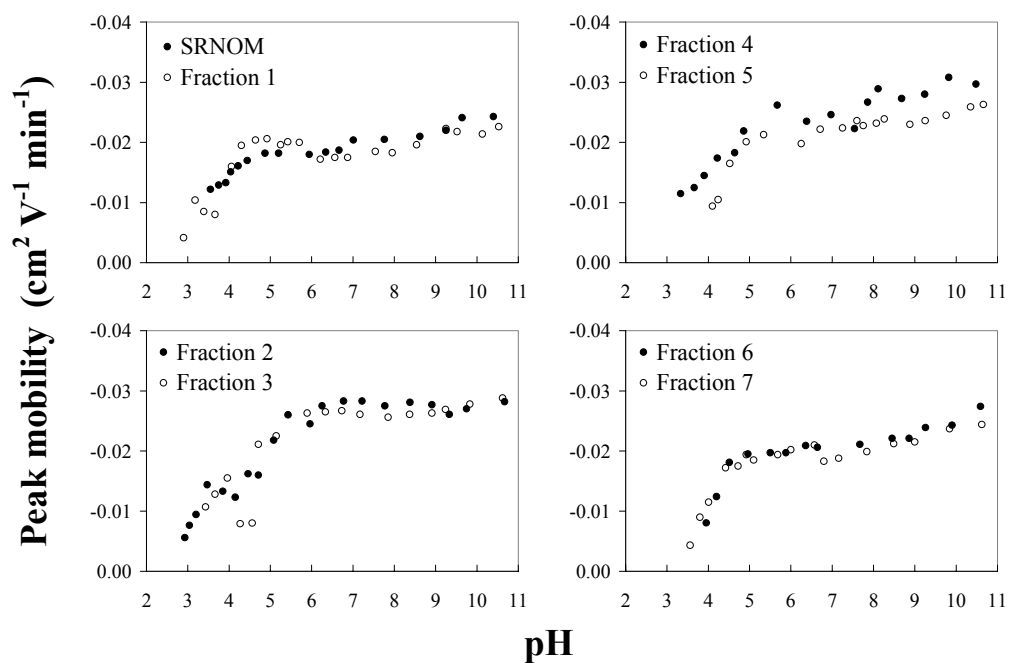 Peak mobility (cm² V⁻¹ min⁻¹)
-0.04
-0.03
-0.02
-0.01
0.00
SRNOM
Fraction 1
2 3 4 5 6 7 8 9 10 11
-0.04
-0.03
-0.02
-0.01
0.00
Fraction 4
Fraction 5
2 3 4 5 6 7 8 9 10 11
-0.04
-0.03
-0.02
-0.01
0.00
Fraction 2
Fraction 3
2 3 4 5 6 7 8 9 10 11
-0.04
-0.03
-0.02
-0.01
0.00
Fraction 6
Fraction 7
2 3 4 5 6 7 8 9 10 11
pH